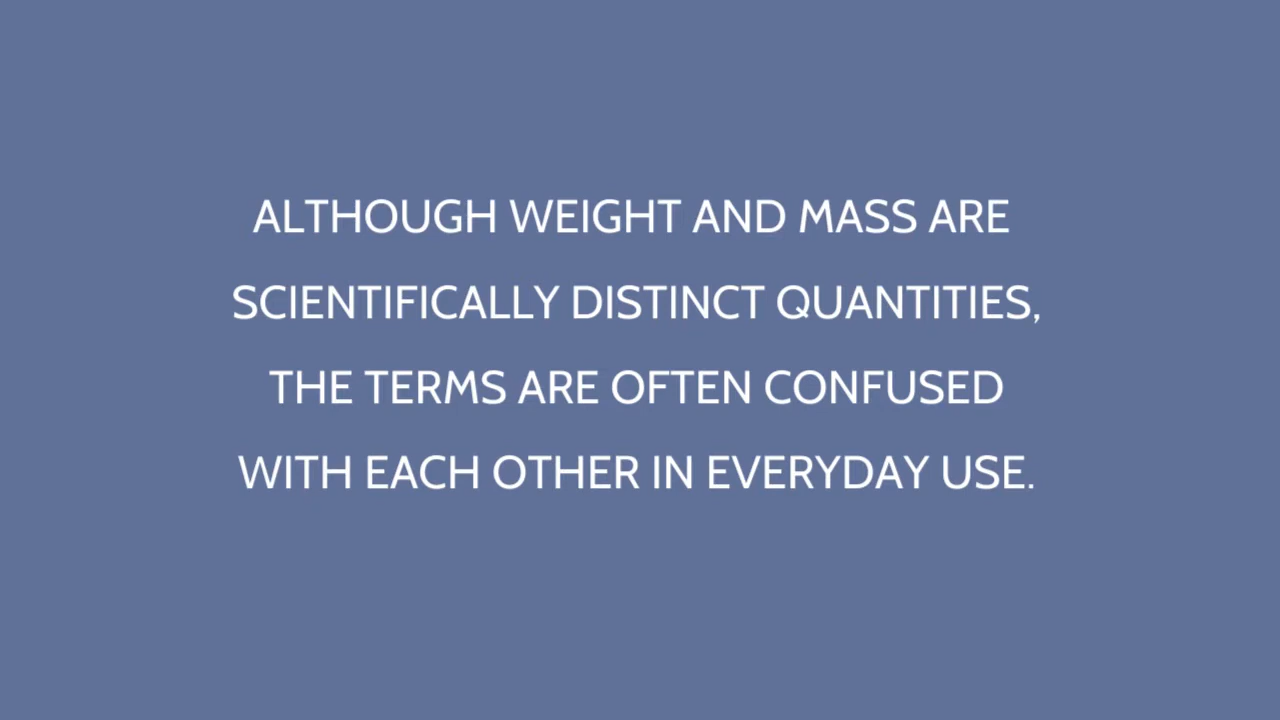 ALTHOUGH WEIGHT AND MASS ARE
SCIENTIFICALLY DISTINCT QUANTITIES,
THE TERMS ARE OFTEN CONFUSED
WITH EACH OTHER IN EVERYDAY USE.